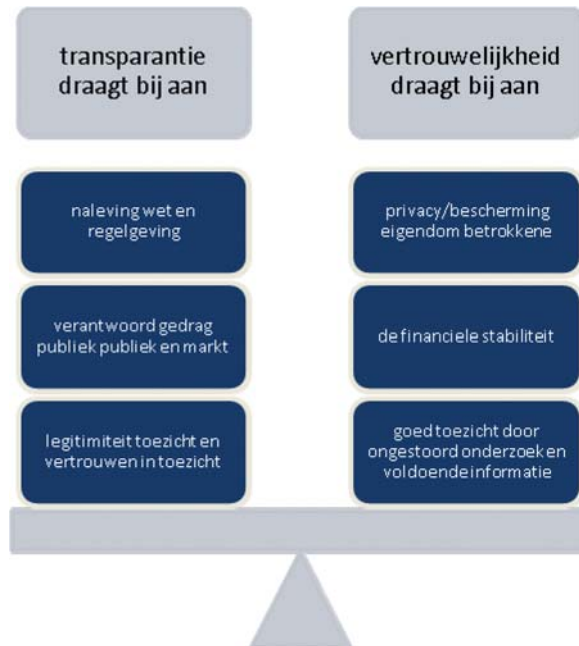 transparantie
draagt bij aan
vertrouwelijkheid
draagt bij aan
naleving wet en
regelgeving
verantwoord gedrag
publiek publiek en markt
legitimiteit toezicht en
vertrouwen in toezicht
privacy/bescherming
eigendom betrokkene
de financiele stabiliteit
goed toezicht door
ongestoord onderzoek en
voldoende informatie